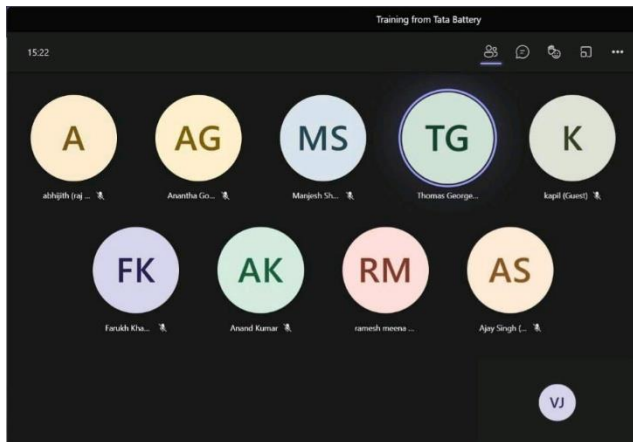 Training from Tata Battery
15:22
A AG MS TG K
abhijith (raj ... Anantha Go... Manjesh Sh... Thomas George... kapil (Guest)
FK AK RM AS
Farukh Kha... Anand Kumar ramesh meena ... Ajay Singh (...
VJ